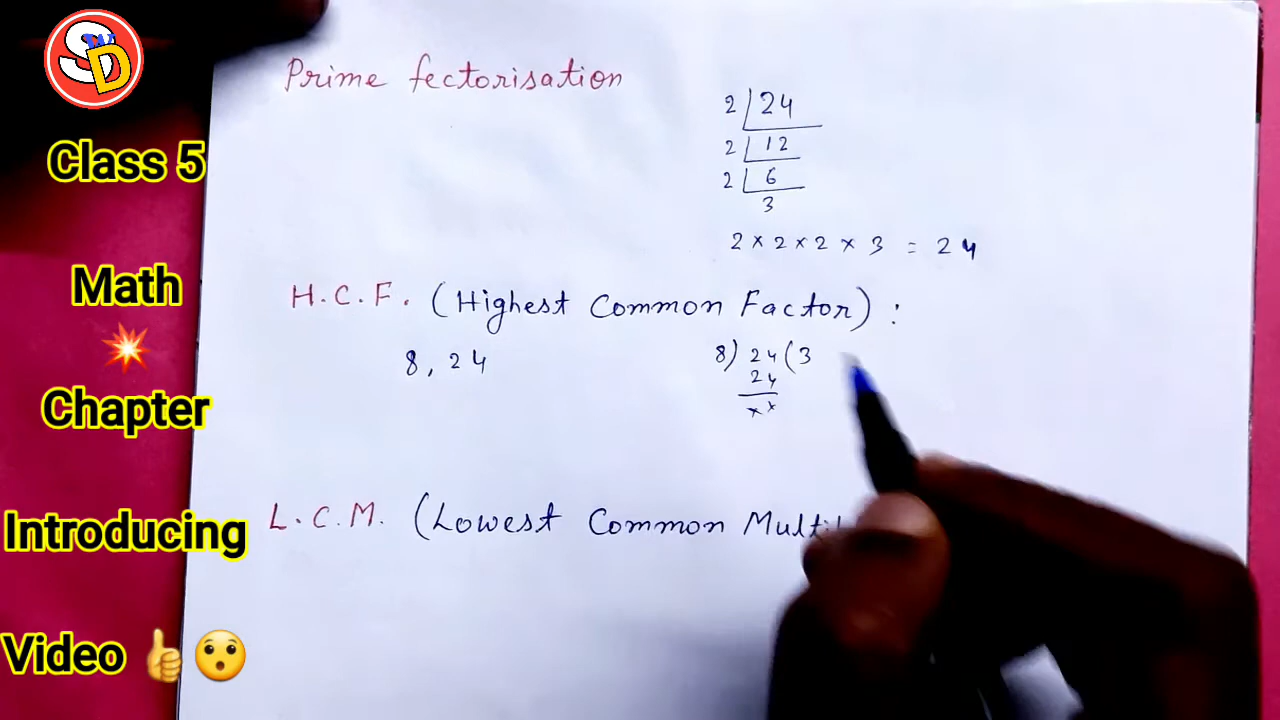 SWD
Class 5
Math
Chapter
Introducing
Video
Prime fectorisation
2 24
2 12
2 6
3
2 × 2 × 2 × 3 = 24
H.C.F. (Highest Common Factor) :
8, 24
8) 24 (3
24
× ×
L.C.M. (Lowest Common